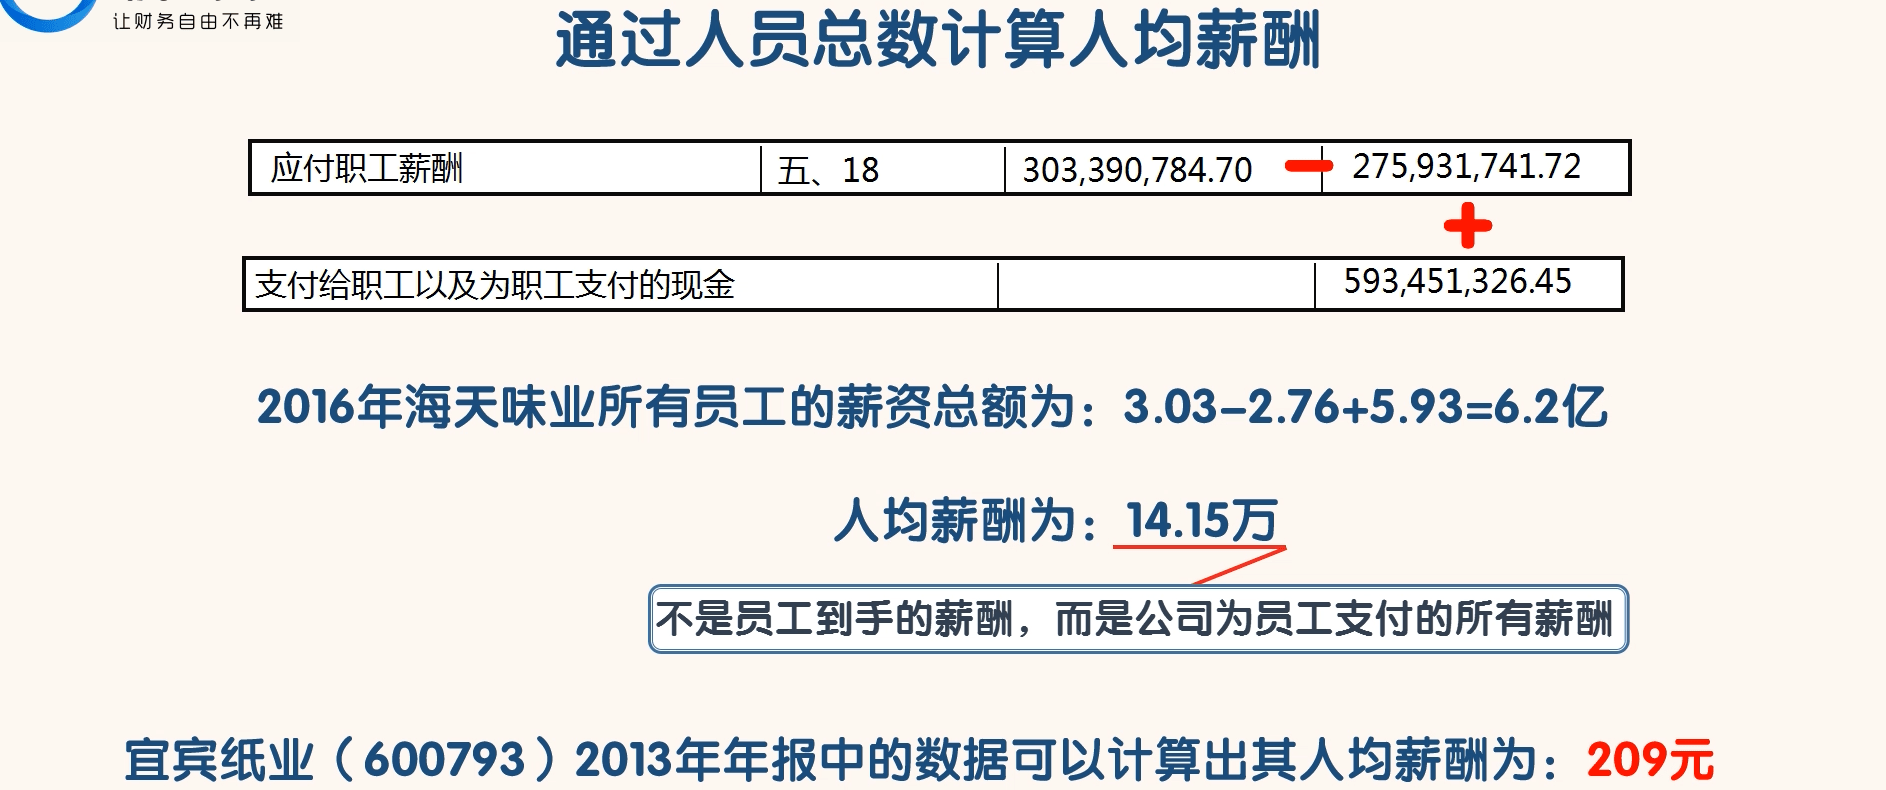 让财务自由不再难
通过人员总数计算人均薪酬
应付职工薪酬 五、18 303,390,784.70 - 275,931,741.72
+
支付给职工以及为职工支付的现金 593,451,326.45
2016年海天味业所有员工的薪资总额为：3.03-2.76+5.93=6.2亿
人均薪酬为：14.15万
不是员工到手的薪酬，而是公司为员工支付的所有薪酬
宜宾纸业（600793）2013年年报中的数据可以计算出其人均薪酬为：209元